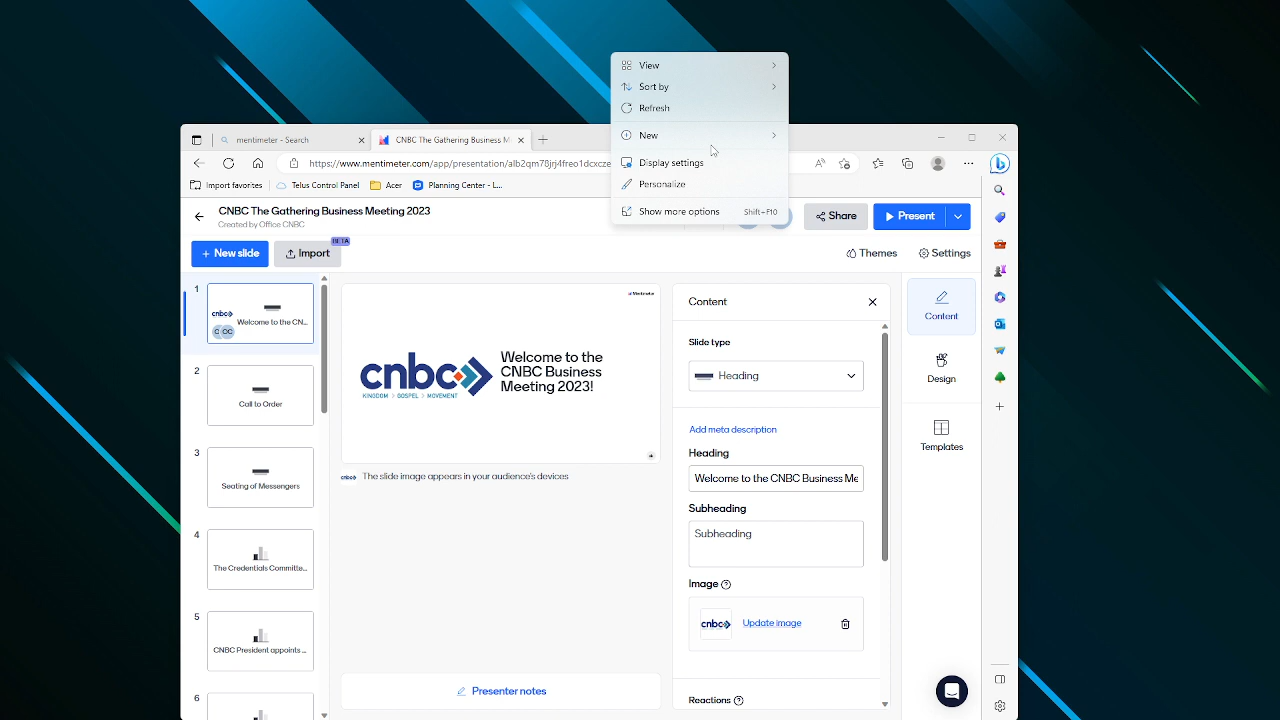 View
Sort by
Refresh
New
Display settings
Personalize
Show more options Shift+F10
mentimeter - Search
CNBC The Gathering Business M
https://www.mentimeter.com/app/presentation/
Import favorites
Telus Control Panel
Acer
Planning Center - L...
CNBC The Gathering Business Meeting 2023
Created by Office CNBC
Share
Present
+ New slide
Import
BETA
Themes
Settings
1
cnbc
Welcome to the CN...
C OC
2
Call to Order
3
Seating of Messengers
4
The Credentials Committe...
5
CNBC President appoints ...
6
Mentimeter
cnbc
KINGDOM > GOSPEL > MOVEMENT
Welcome to the
CNBC Business
Meeting 2023!
cnbc
The slide image appears in your audience's devices
Presenter notes
Content
Slide type
Heading
Add meta description
Heading
Welcome to the CNBC Business Me
Subheading
Subheading
Image
cnbc
Update image
Reactions
Content
Design
Templates